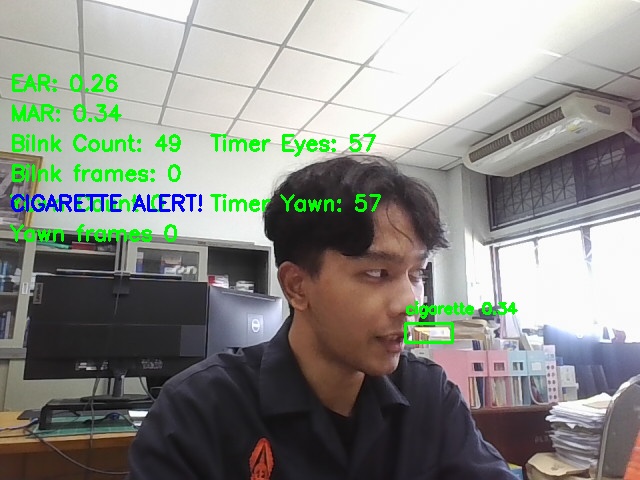 EAR: 0.26
MAR: 0.34
Bilnk Count: 49 Timer Eyes: 57
Bilnk frames: 0
CIGARETTE ALERT! Timer Yawn: 57
Yawn frames 0
cigarette 0.34
DELL